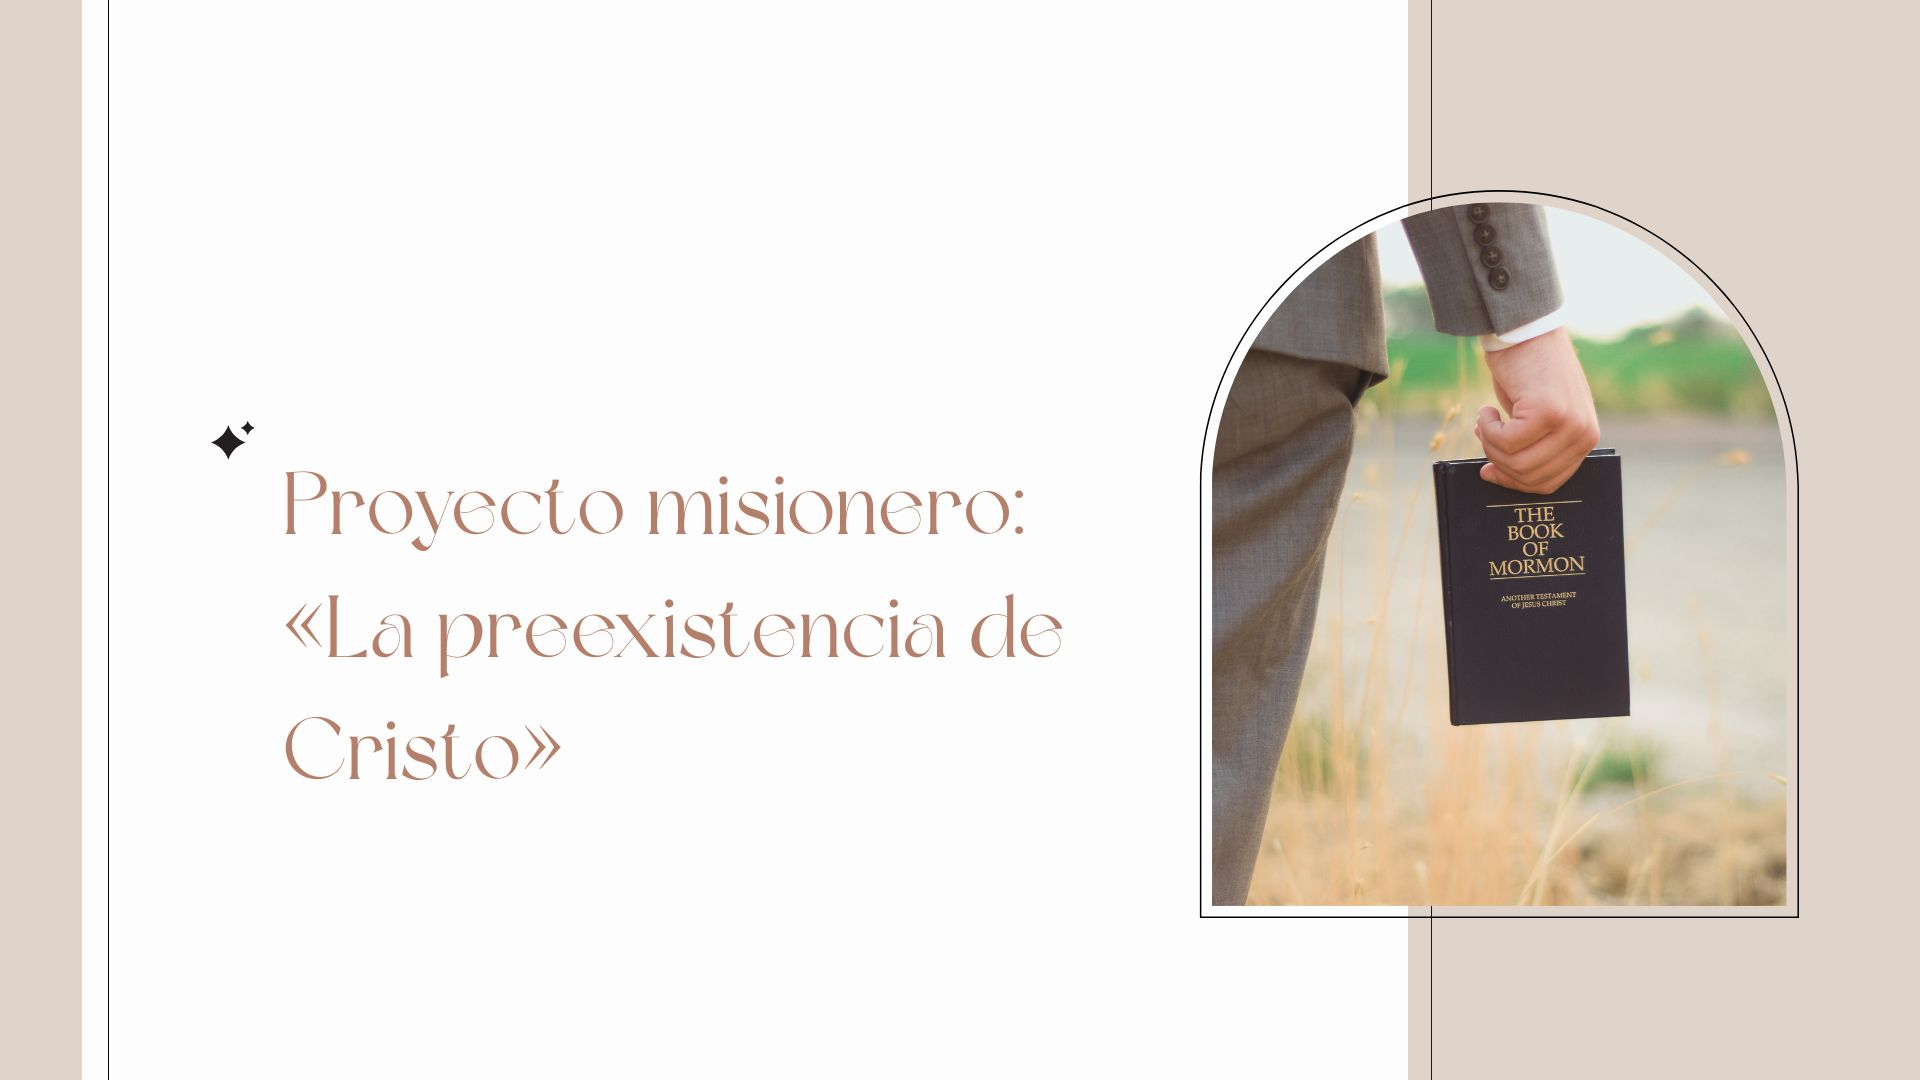 Proyecto misionero:
«La preexistencia de
Cristo»
THE
BOOK
OF
MORMON
ANOTHER TESTAMENT
OF JESUS CHRIST